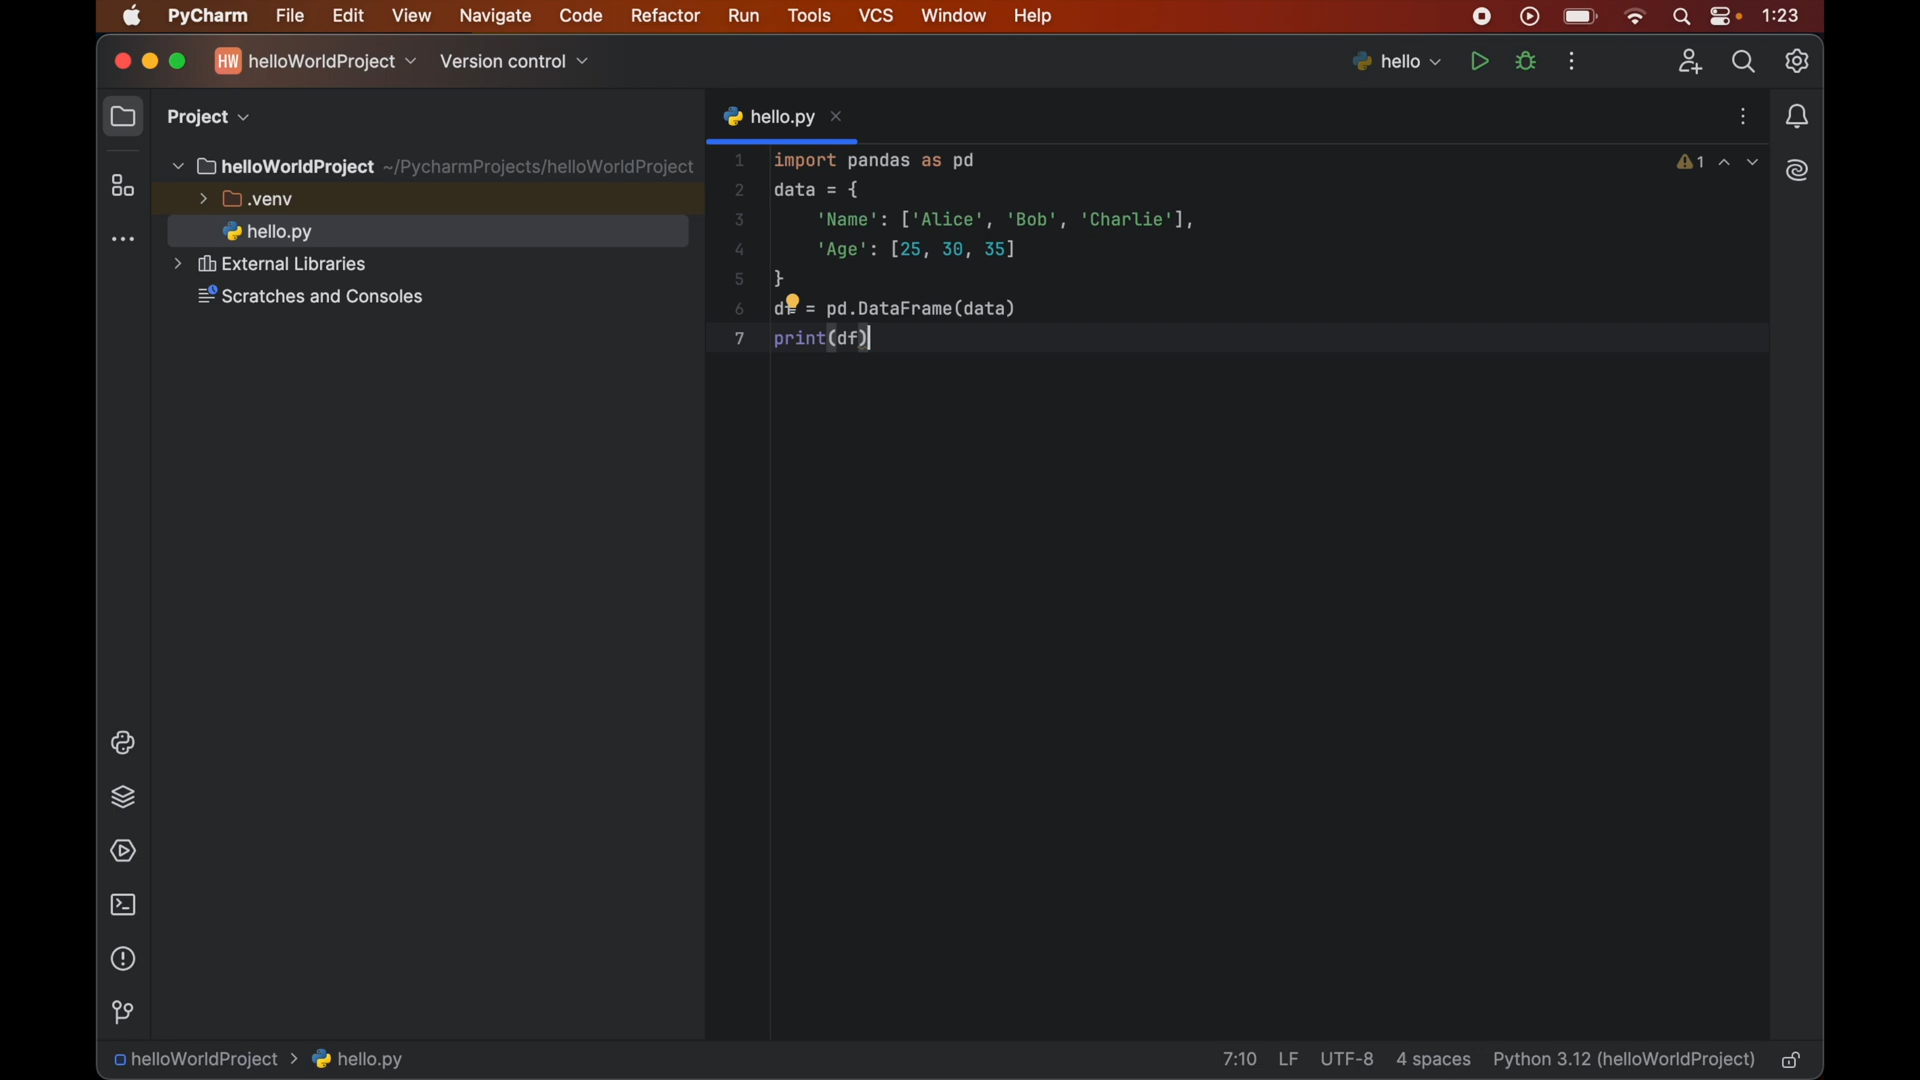 PyCharm File Edit View Navigate Code Refactor Run Tools VCS Window Help 1:23
HW helloWorldProject Version control hello
Project
hello.py
helloWorldProject ~/PycharmProjects/helloWorldProject
.venv
hello.py
External Libraries
Scratches and Consoles
1 import pandas as pd
2 data = {
3     'Name': ['Alice', 'Bob', 'Charlie'],
4     'Age': [25, 30, 35]
5 }
6 df = pd.DataFrame(data)
7 print(df)
1
helloWorldProject > hello.py 7:10 LF UTF-8 4 spaces Python 3.12 (helloWorldProject)